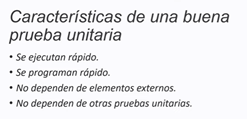 Características de una buena
prueba unitaria
• Se ejecutan rápido.
• Se programan rápido.
• No dependen de elementos externos.
• No dependen de otras pruebas unitarias.